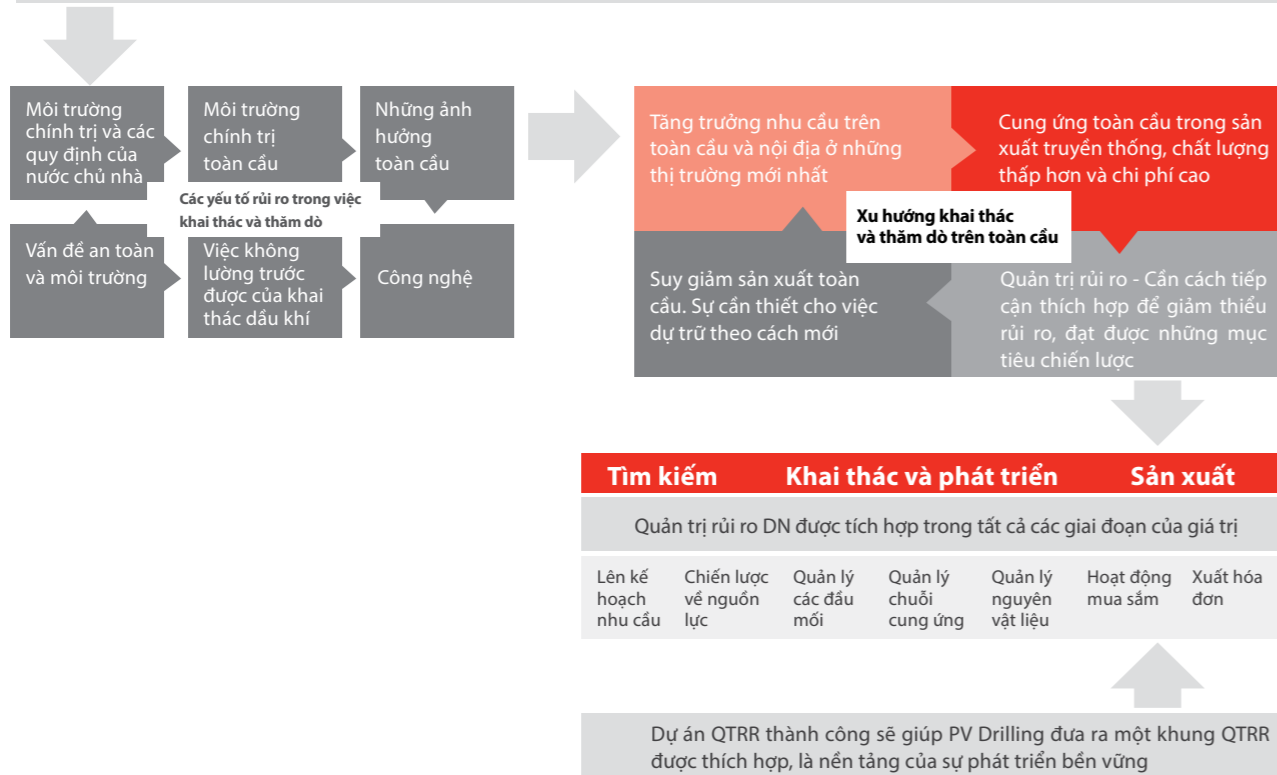 Môi trường
chính trị và các
quy định của
nước chủ nhà
Môi trường
chính trị
toàn cầu
Những ảnh
hưởng
toàn cầu
Các yếu tố rủi ro trong việc
khai thác và thăm dò
Vấn đề an toàn
và môi trường
Việc không
lường trước
được của khai
thác dầu khí
Công nghệ
Tăng trưởng nhu cầu trên
toàn cầu và nội địa ở những
thị trường mới nhất
Cung ứng toàn cầu trong sản
xuất truyền thống, chất lượng
thấp hơn và chi phí cao
Xu hướng khai thác
và thăm dò trên toàn cầu
Suy giảm sản xuất toàn
cầu. Sự cần thiết cho việc
dự trữ theo cách mới
Quản trị rủi ro - Cần cách tiếp
cận thích hợp để giảm thiểu
rủi ro, đạt được những mục
tiêu chiến lược
Tìm kiếm Khai thác và phát triển Sản xuất
Quản trị rủi ro DN được tích hợp trong tất cả các giai đoạn của giá trị
Lên kế
hoạch
nhu cầu
Chiến lược
về nguồn
lực
Quản lý
các đầu
mối
Quản lý
chuỗi
cung ứng
Quản lý
nguyên
vật liệu
Hoạt động
mua sắm
Xuất hóa
đơn
Dự án QTRR thành công sẽ giúp PV Drilling đưa ra một khung QTRR
được thích hợp, là nền tảng của sự phát triển bền vững